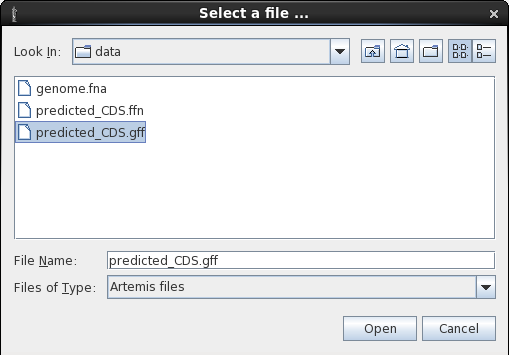 Select a file ...
Look In: data
genome.fna
predicted_CDS.ffn
predicted_CDS.gff
File Name: predicted_CDS.gff
Files of Type: Artemis files
Open Cancel